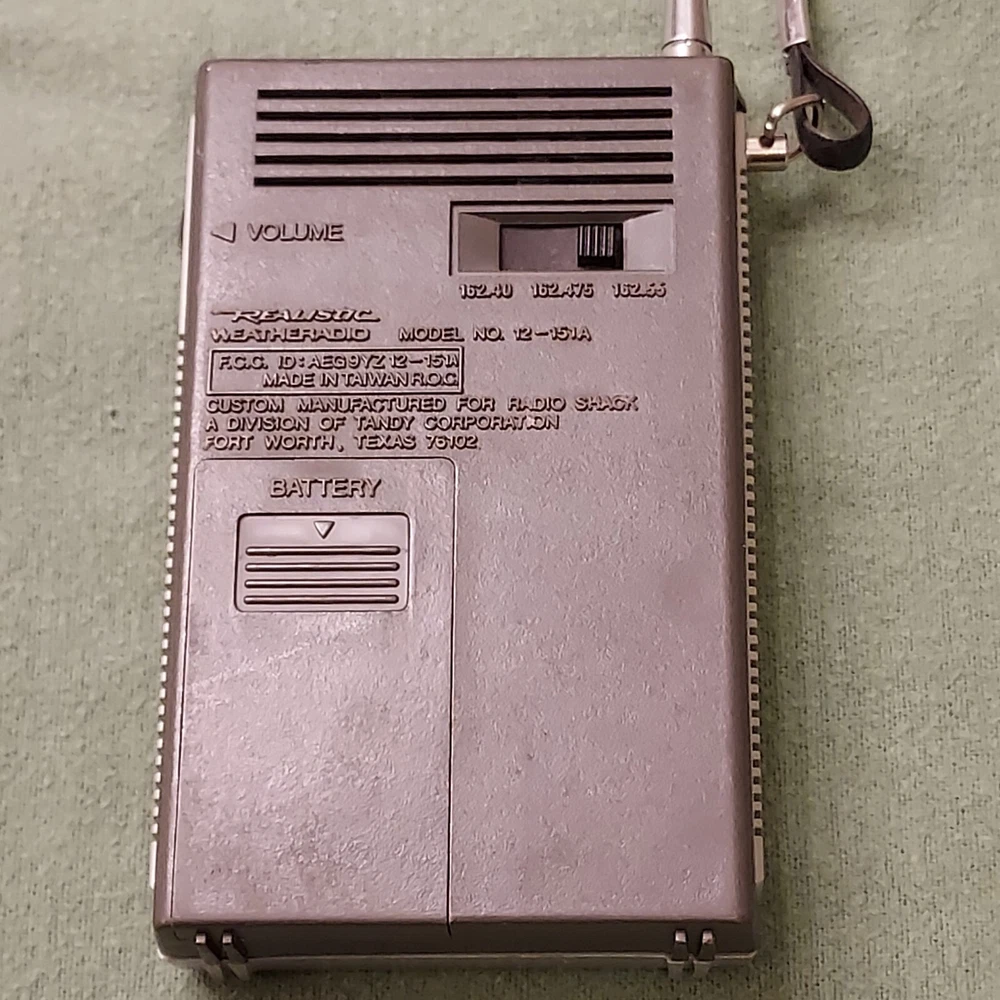 VOLUME
162.40 162.475 162.55
REALISTIC
WEATHERADIO MODEL NO. 12-151A
F.C.C. ID: AEG9YZ 12-151A
MADE IN TAIWAN R.O.C.
CUSTOM MANUFACTURED FOR RADIO SHACK
A DIVISION OF TANDY CORPORATION
FORT WORTH, TEXAS 76102
BATTERY